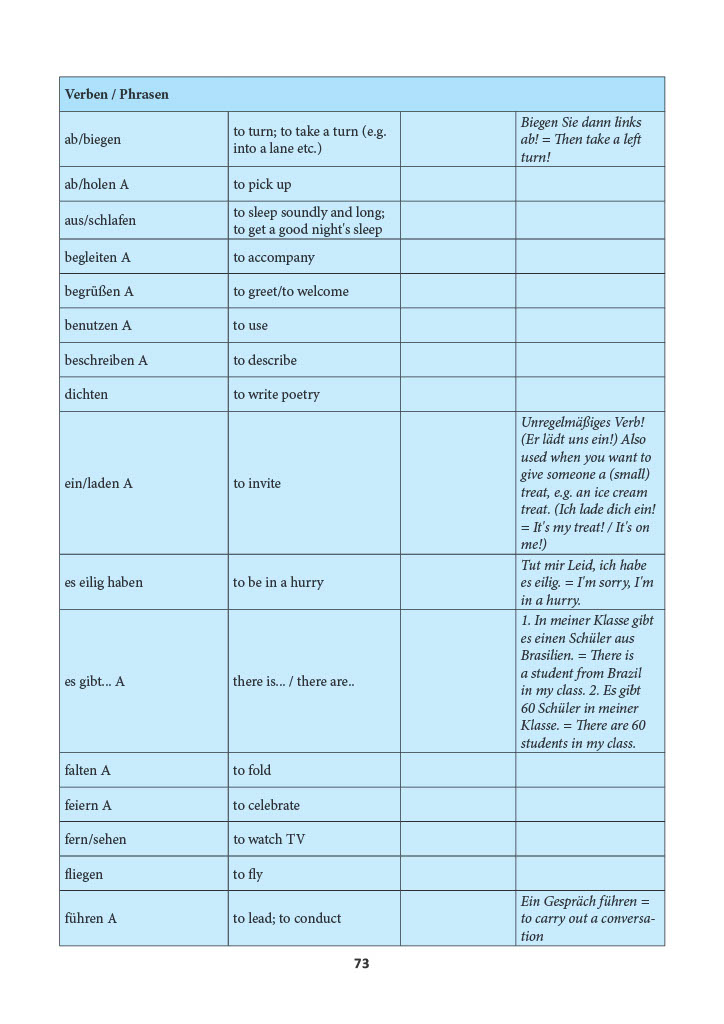 Verben / Phrasen
ab/biegen
to turn; to take a turn (e.g.
into a lane etc.)
Biegen Sie dann links
ab! = Then take a left
turn!
ab/holen A
to pick up
aus/schlafen
to sleep soundly and long;
to get a good night's sleep
begleiten A
to accompany
begrüßen A
to greet/to welcome
benutzen A
to use
beschreiben A
to describe
dichten
to write poetry
ein/laden A
to invite
Unregelmäßiges Verb!
(Er lädt uns ein!) Also
used when you want to
give someone a (small)
treat, e.g. an ice cream
treat. (Ich lade dich ein!
= It's my treat! / It's on
me!)
es eilig haben
to be in a hurry
Tut mir Leid, ich habe
es eilig. = I'm sorry, I'm
in a hurry.
es gibt... A
there is... / there are..
1. In meiner Klasse gibt
es einen Schüler aus
Brasilien. = There is
a student from Brazil
in my class. 2. Es gibt
60 Schüler in meiner
Klasse. = There are 60
students in my class.
falten A
to fold
feiern A
to celebrate
fern/sehen
to watch TV
fliegen
to fly
führen A
to lead; to conduct
Ein Gespräch führen =
to carry out a conversa-
tion
73